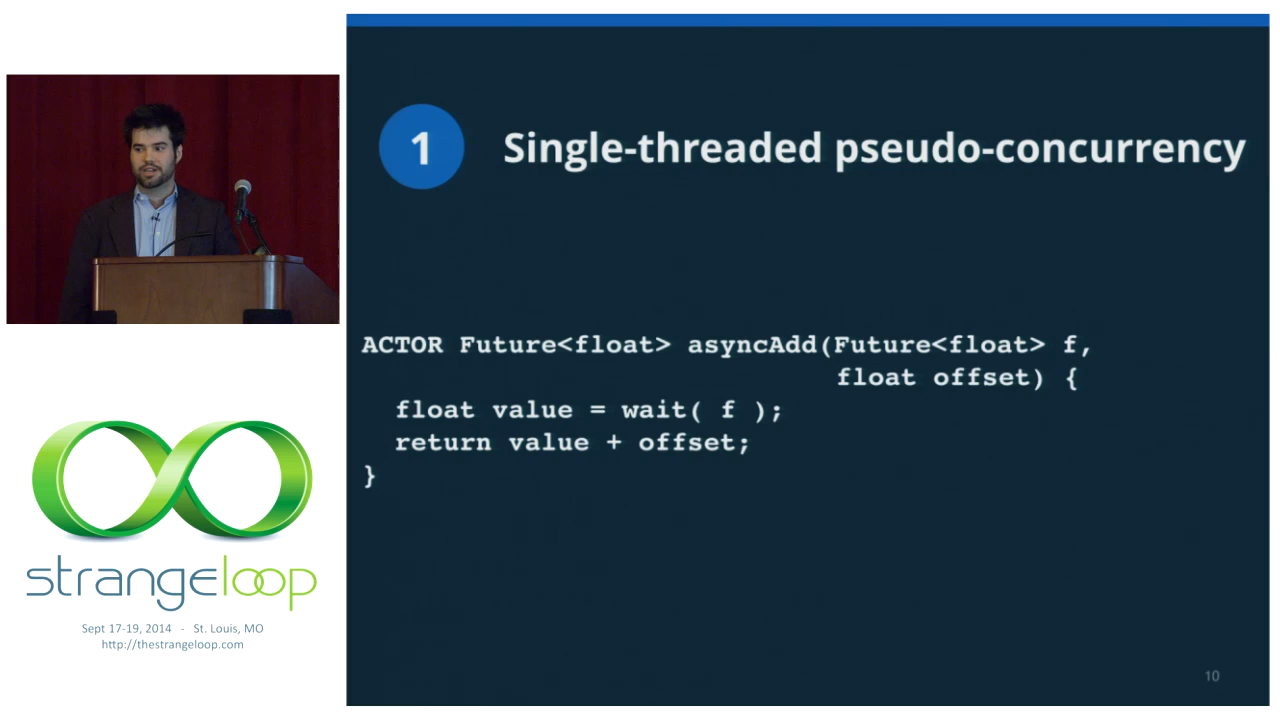 1
Single-threaded pseudo-concurrency
ACTOR Future<float> asyncAdd(Future<float> f,
float offset) {
float value = wait( f );
return value + offset;
}
10
strangeloop
Sept 17-19, 2014 - St. Louis, MO
http://thestrangeloop.com